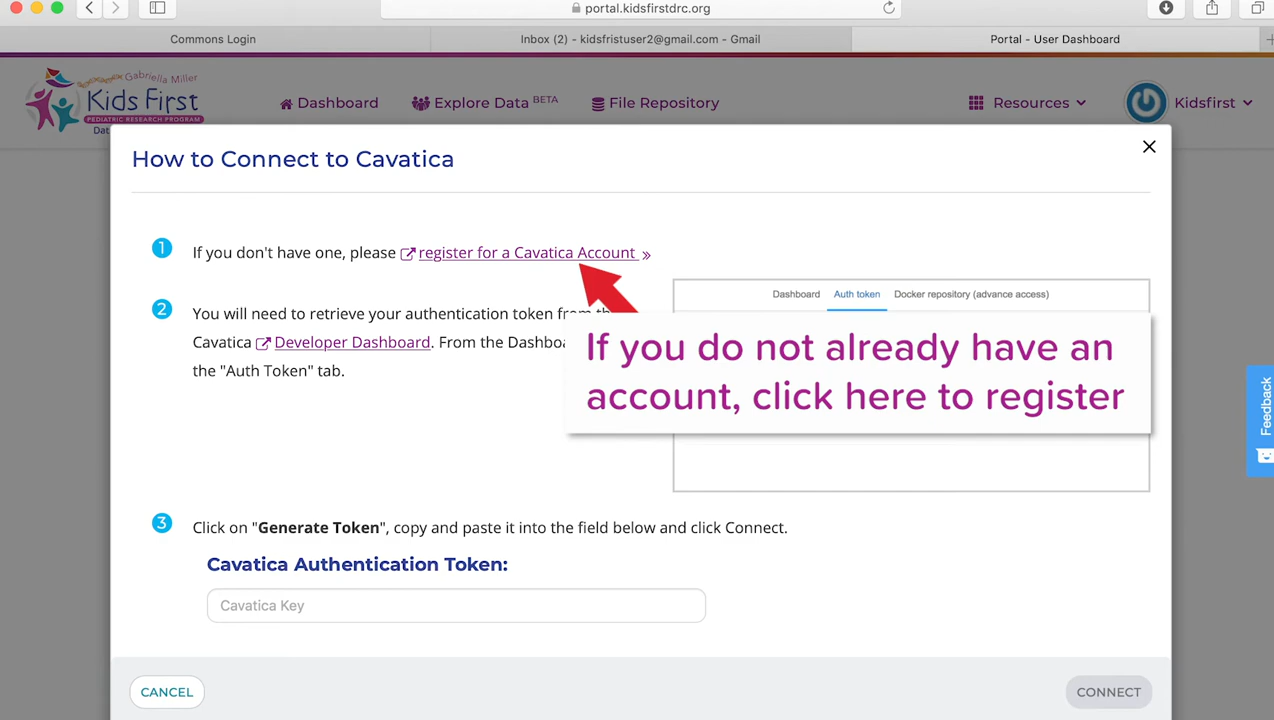 portal.kidsfirstdrc.org
Commons Login
Inbox (2) - kidsfristuser2@gmail.com - Gmail
Portal - User Dashboard
Gabriella Miller
Kids First
PEDIATRIC RESEARCH PROGRAM
Dat
Dashboard
Explore Data BETA
File Repository
Resources
Kidsfirst
How to Connect to Cavatica
1
If you don't have one, please register for a Cavatica Account »
2
You will need to retrieve your authentication token from th
Cavatica Developer Dashboard. From the Dashboa
the "Auth Token" tab.
Dashboard Auth token Docker repository (advance access)
If you do not already have an
account, click here to register
Feedback
3
Click on "Generate Token", copy and paste it into the field below and click Connect.
Cavatica Authentication Token:
Cavatica Key
CANCEL
CONNECT